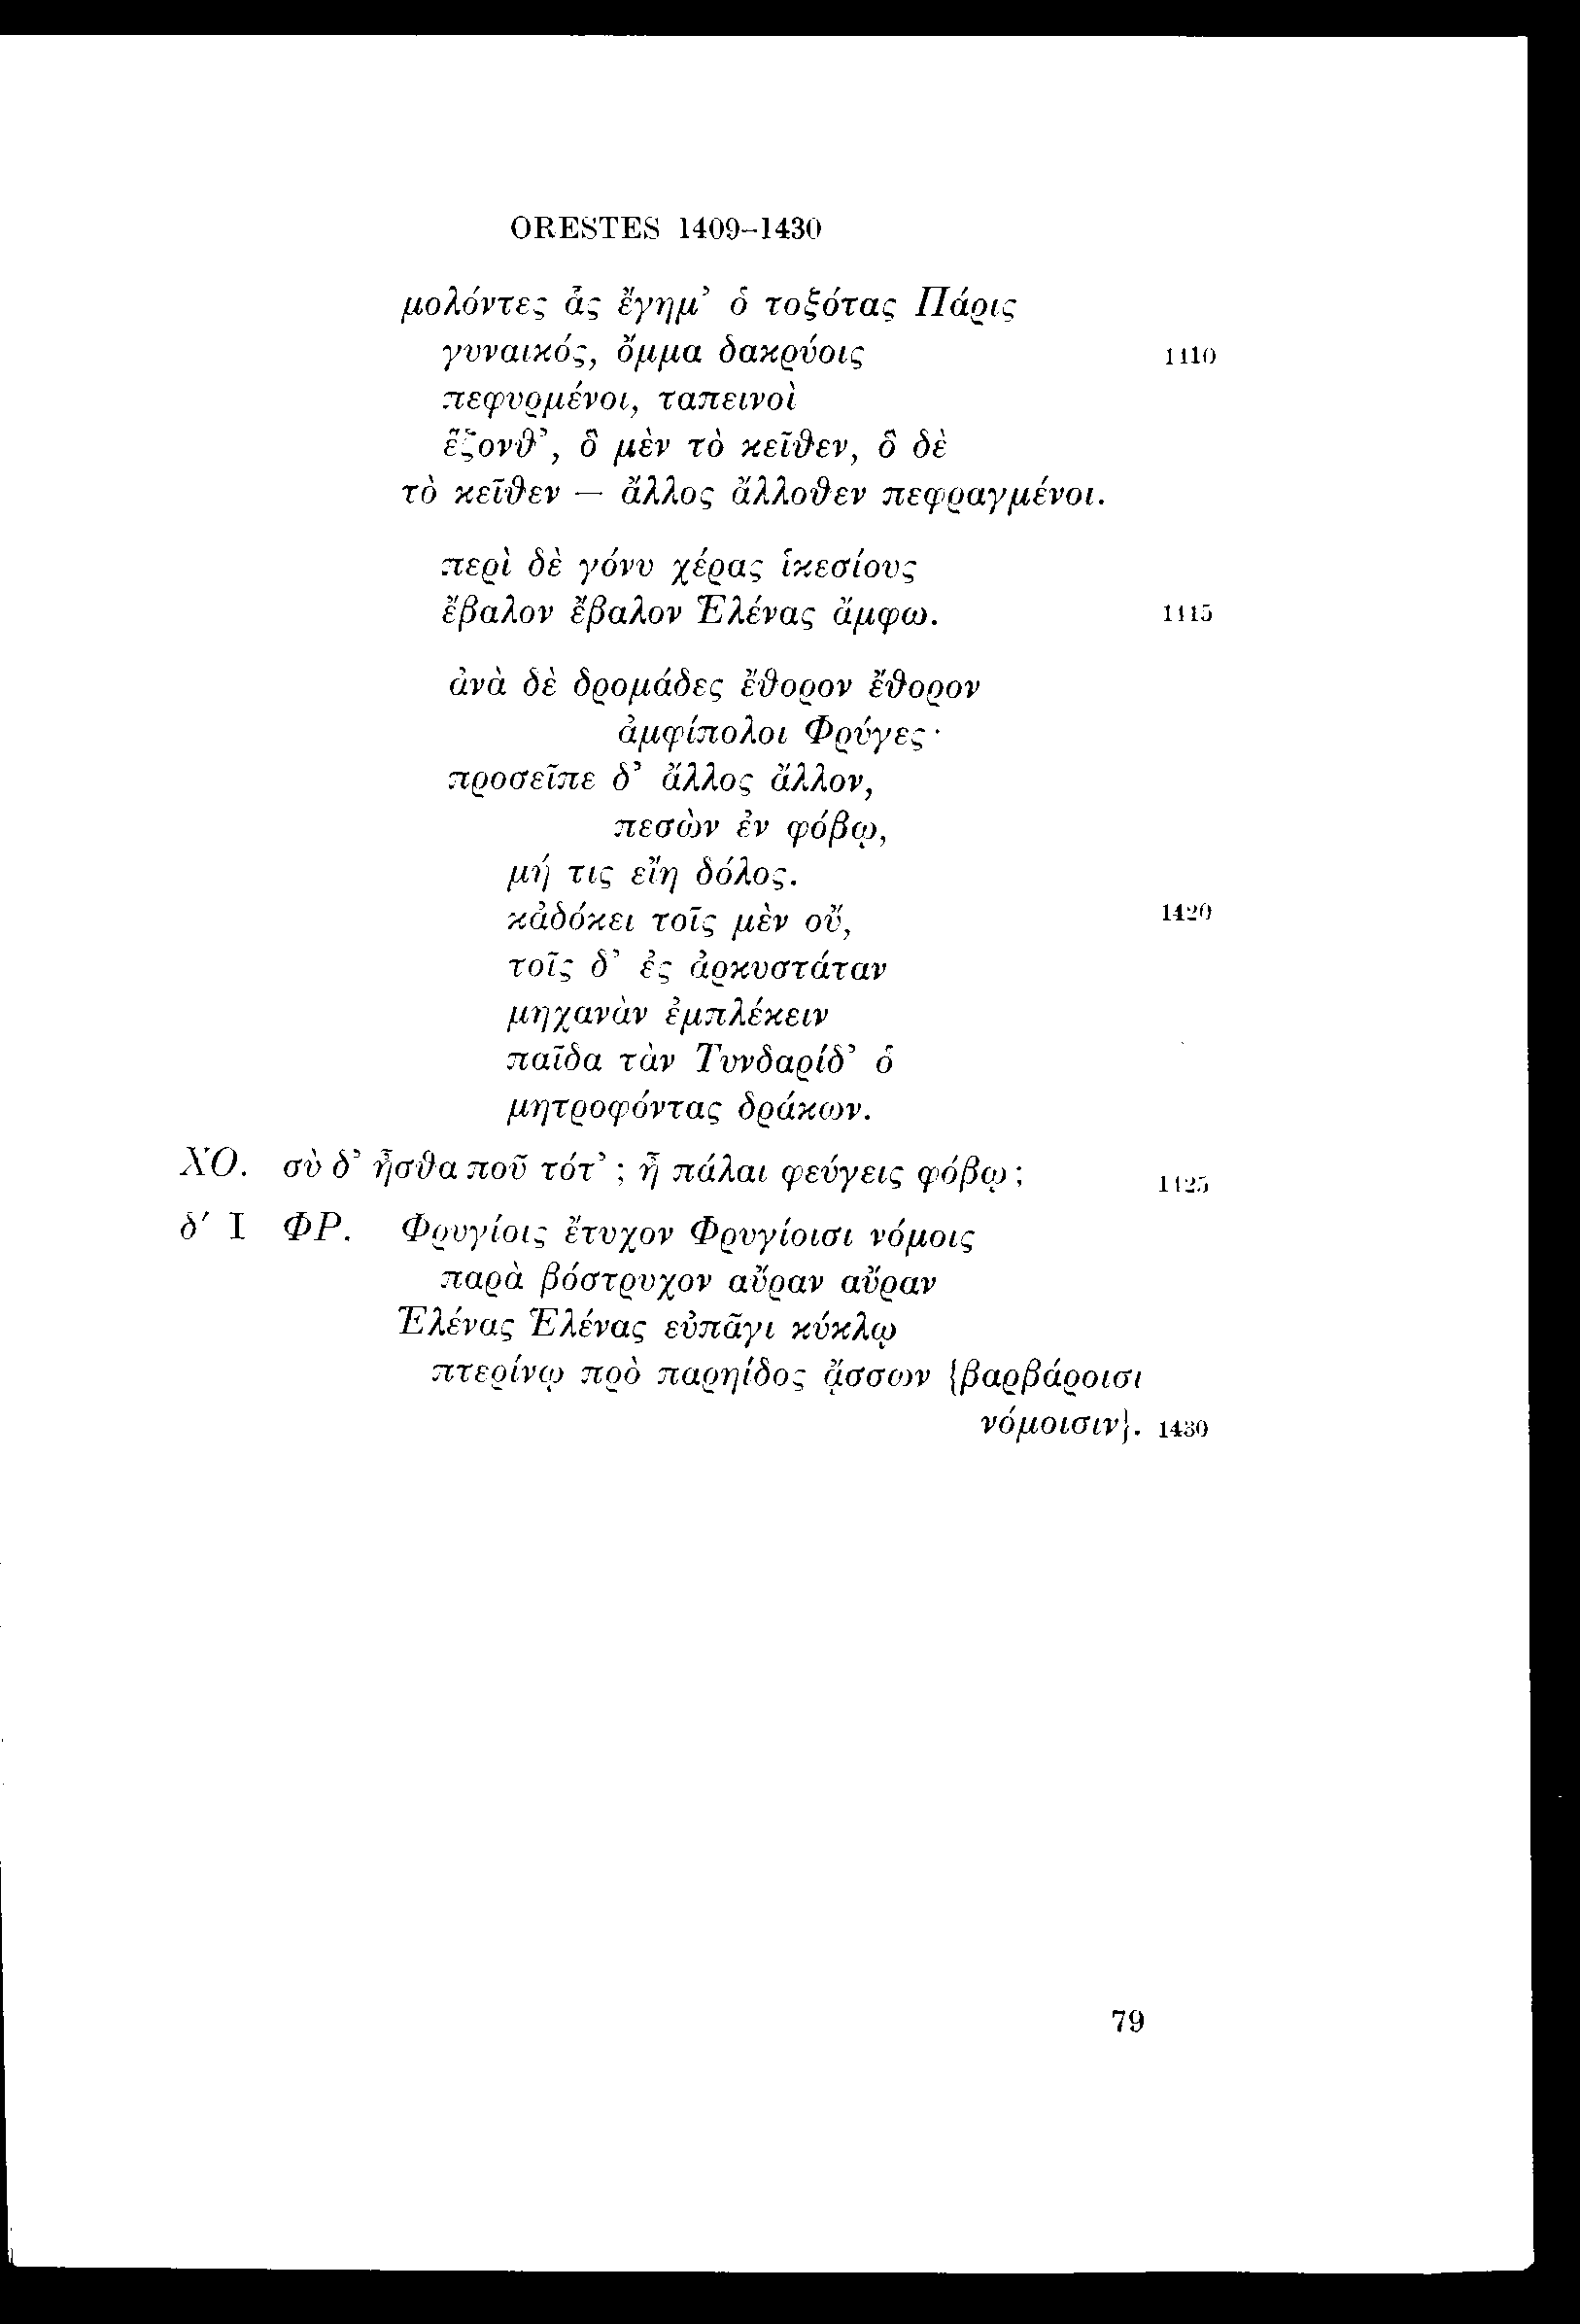 ORESTES 1409–1430
μολόντες ἇς ἔγημ’ ὁ τοξότας Πάρις
γυναικός, ὄμμα δακρύοις 1410
πεφυρμένοι, ταπεινοὶ
ἕζονθ’, ὃ μὲν τὸ κεῖθεν, ὃ δὲ
τὸ κεῖθεν — ἄλλος ἄλλοθεν πεφραγμένοι.
περὶ δὲ γόνυ χέρας ἱκεσίους
ἔβαλον ἔβαλον Ἑλένας ἄμφω. 1415
ἀνὰ δὲ δρομάδες ἔθορον ἔθορον
ἀμφίπολοι Φρύγες·
προσεῖπε δ’ ἄλλος ἄλλον,
πεσὼν ἐν φόβῳ,
μή τις εἴη δόλος.
κἀδόκει τοῖς μὲν οὔ, 1420
τοῖς δ’ ἐς ἀρκυστάταν
μηχανὰν ἐμπλέκειν
παῖδα τὰν Τυνδαρίδ’ ὁ
μητροφόντας δράκων.
ΧΟ. σὺ δ’ ἦσθα ποῦ τότ’; ἦ πάλαι φεύγεις φόβῳ; 1425
δ′ I ΦΡ. Φρυγίοις ἔτυχον Φρυγίοισι νόμοις
παρὰ βόστρυχον αὔραν αὔραν
Ἑλένας Ἑλένας εὐπᾶγι κύκλῳ
πτερίνῳ πρὸ παρηίδος ᾄσσων {βαρβάροισι
νόμοισιν}. 1430
79